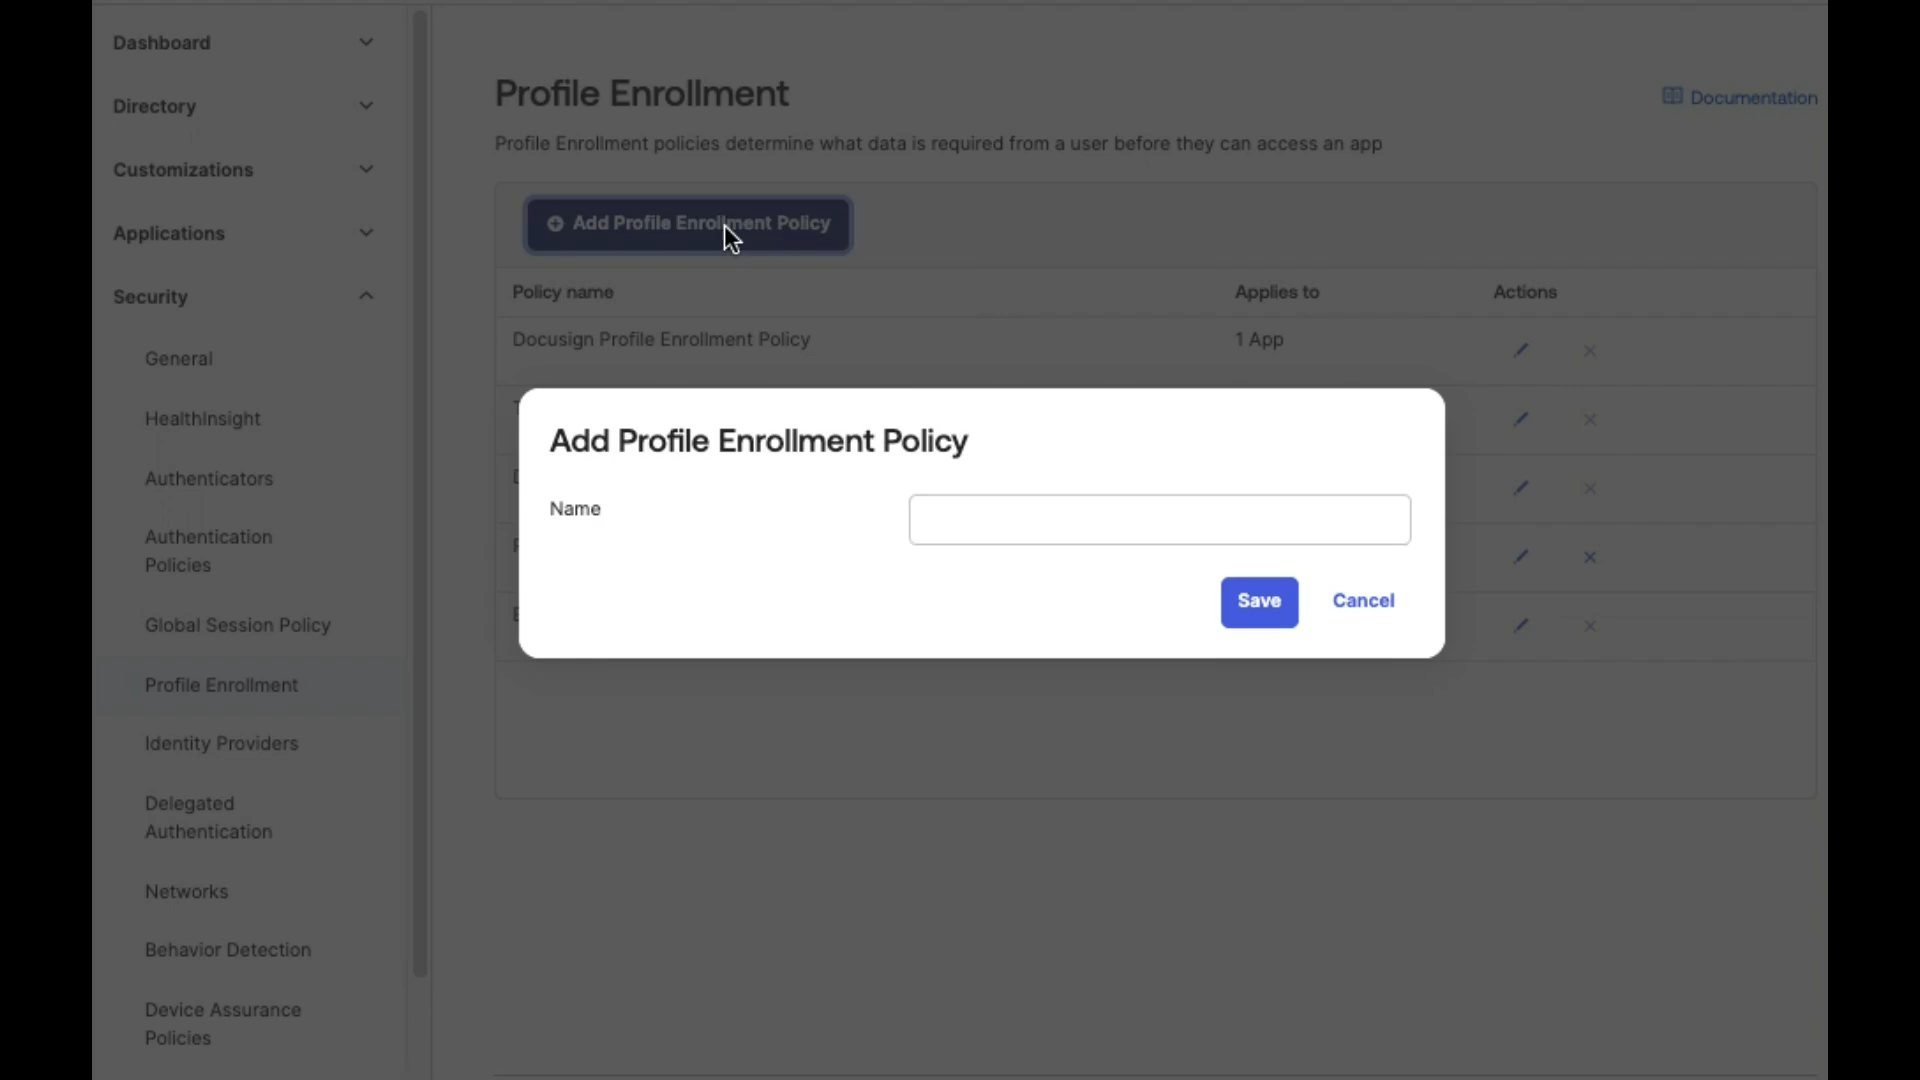 Dashboard
Directory
Customizations
Applications
Security
General
HealthInsight
Authenticators
Authentication
Policies
Global Session Policy
Profile Enrollment
Identity Providers
Delegated
Authentication
Networks
Behavior Detection
Device Assurance
Policies
Profile Enrollment
Documentation
Profile Enrollment policies determine what data is required from a user before they can access an app
Add Profile Enrollment Policy
Policy name Applies to Actions
Docusign Profile Enrollment Policy 1 App
Add Profile Enrollment Policy
Name
Save Cancel